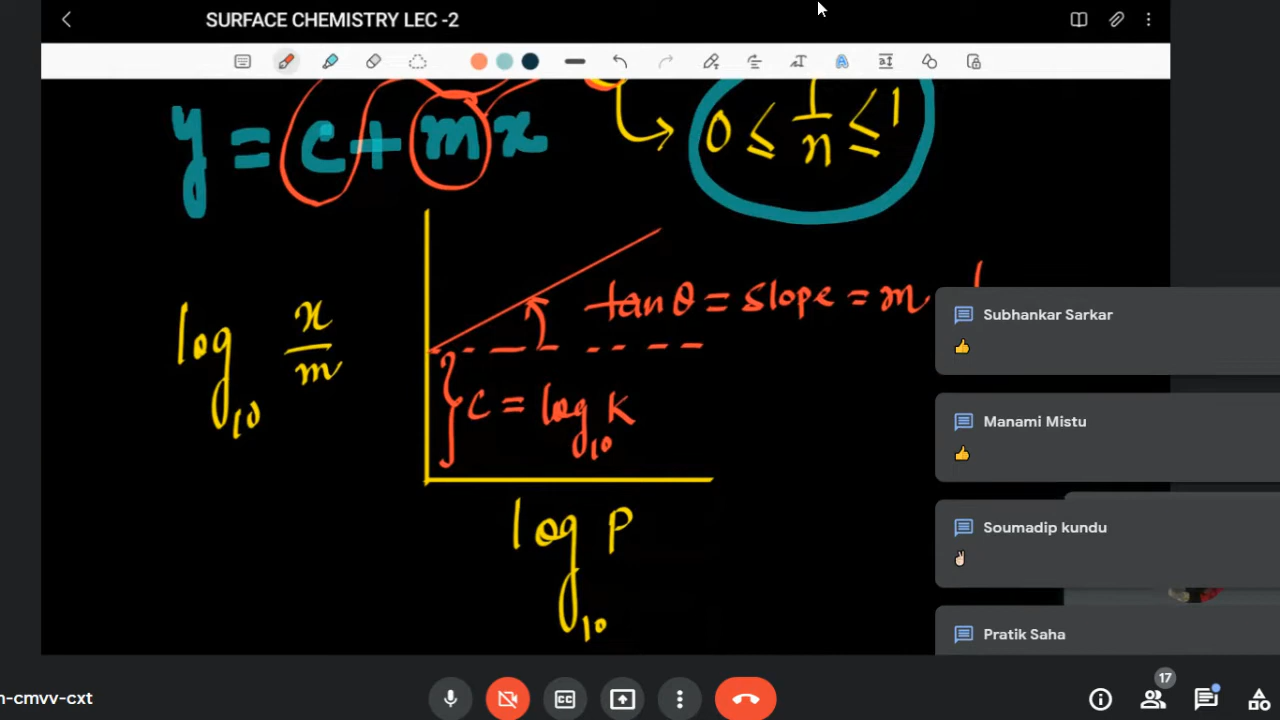 SURFACE CHEMISTRY LEC -2
y = c + mx
0 ≤ 1/n ≤ 1
tanθ = slope = m
log₁₀ x/m
c = log₁₀ K
log₁₀ P
Subhankar Sarkar
👍
Manami Mistu
👍
Soumadip kundu
✌🏻
Pratik Saha
n-cmvv-cxt
17